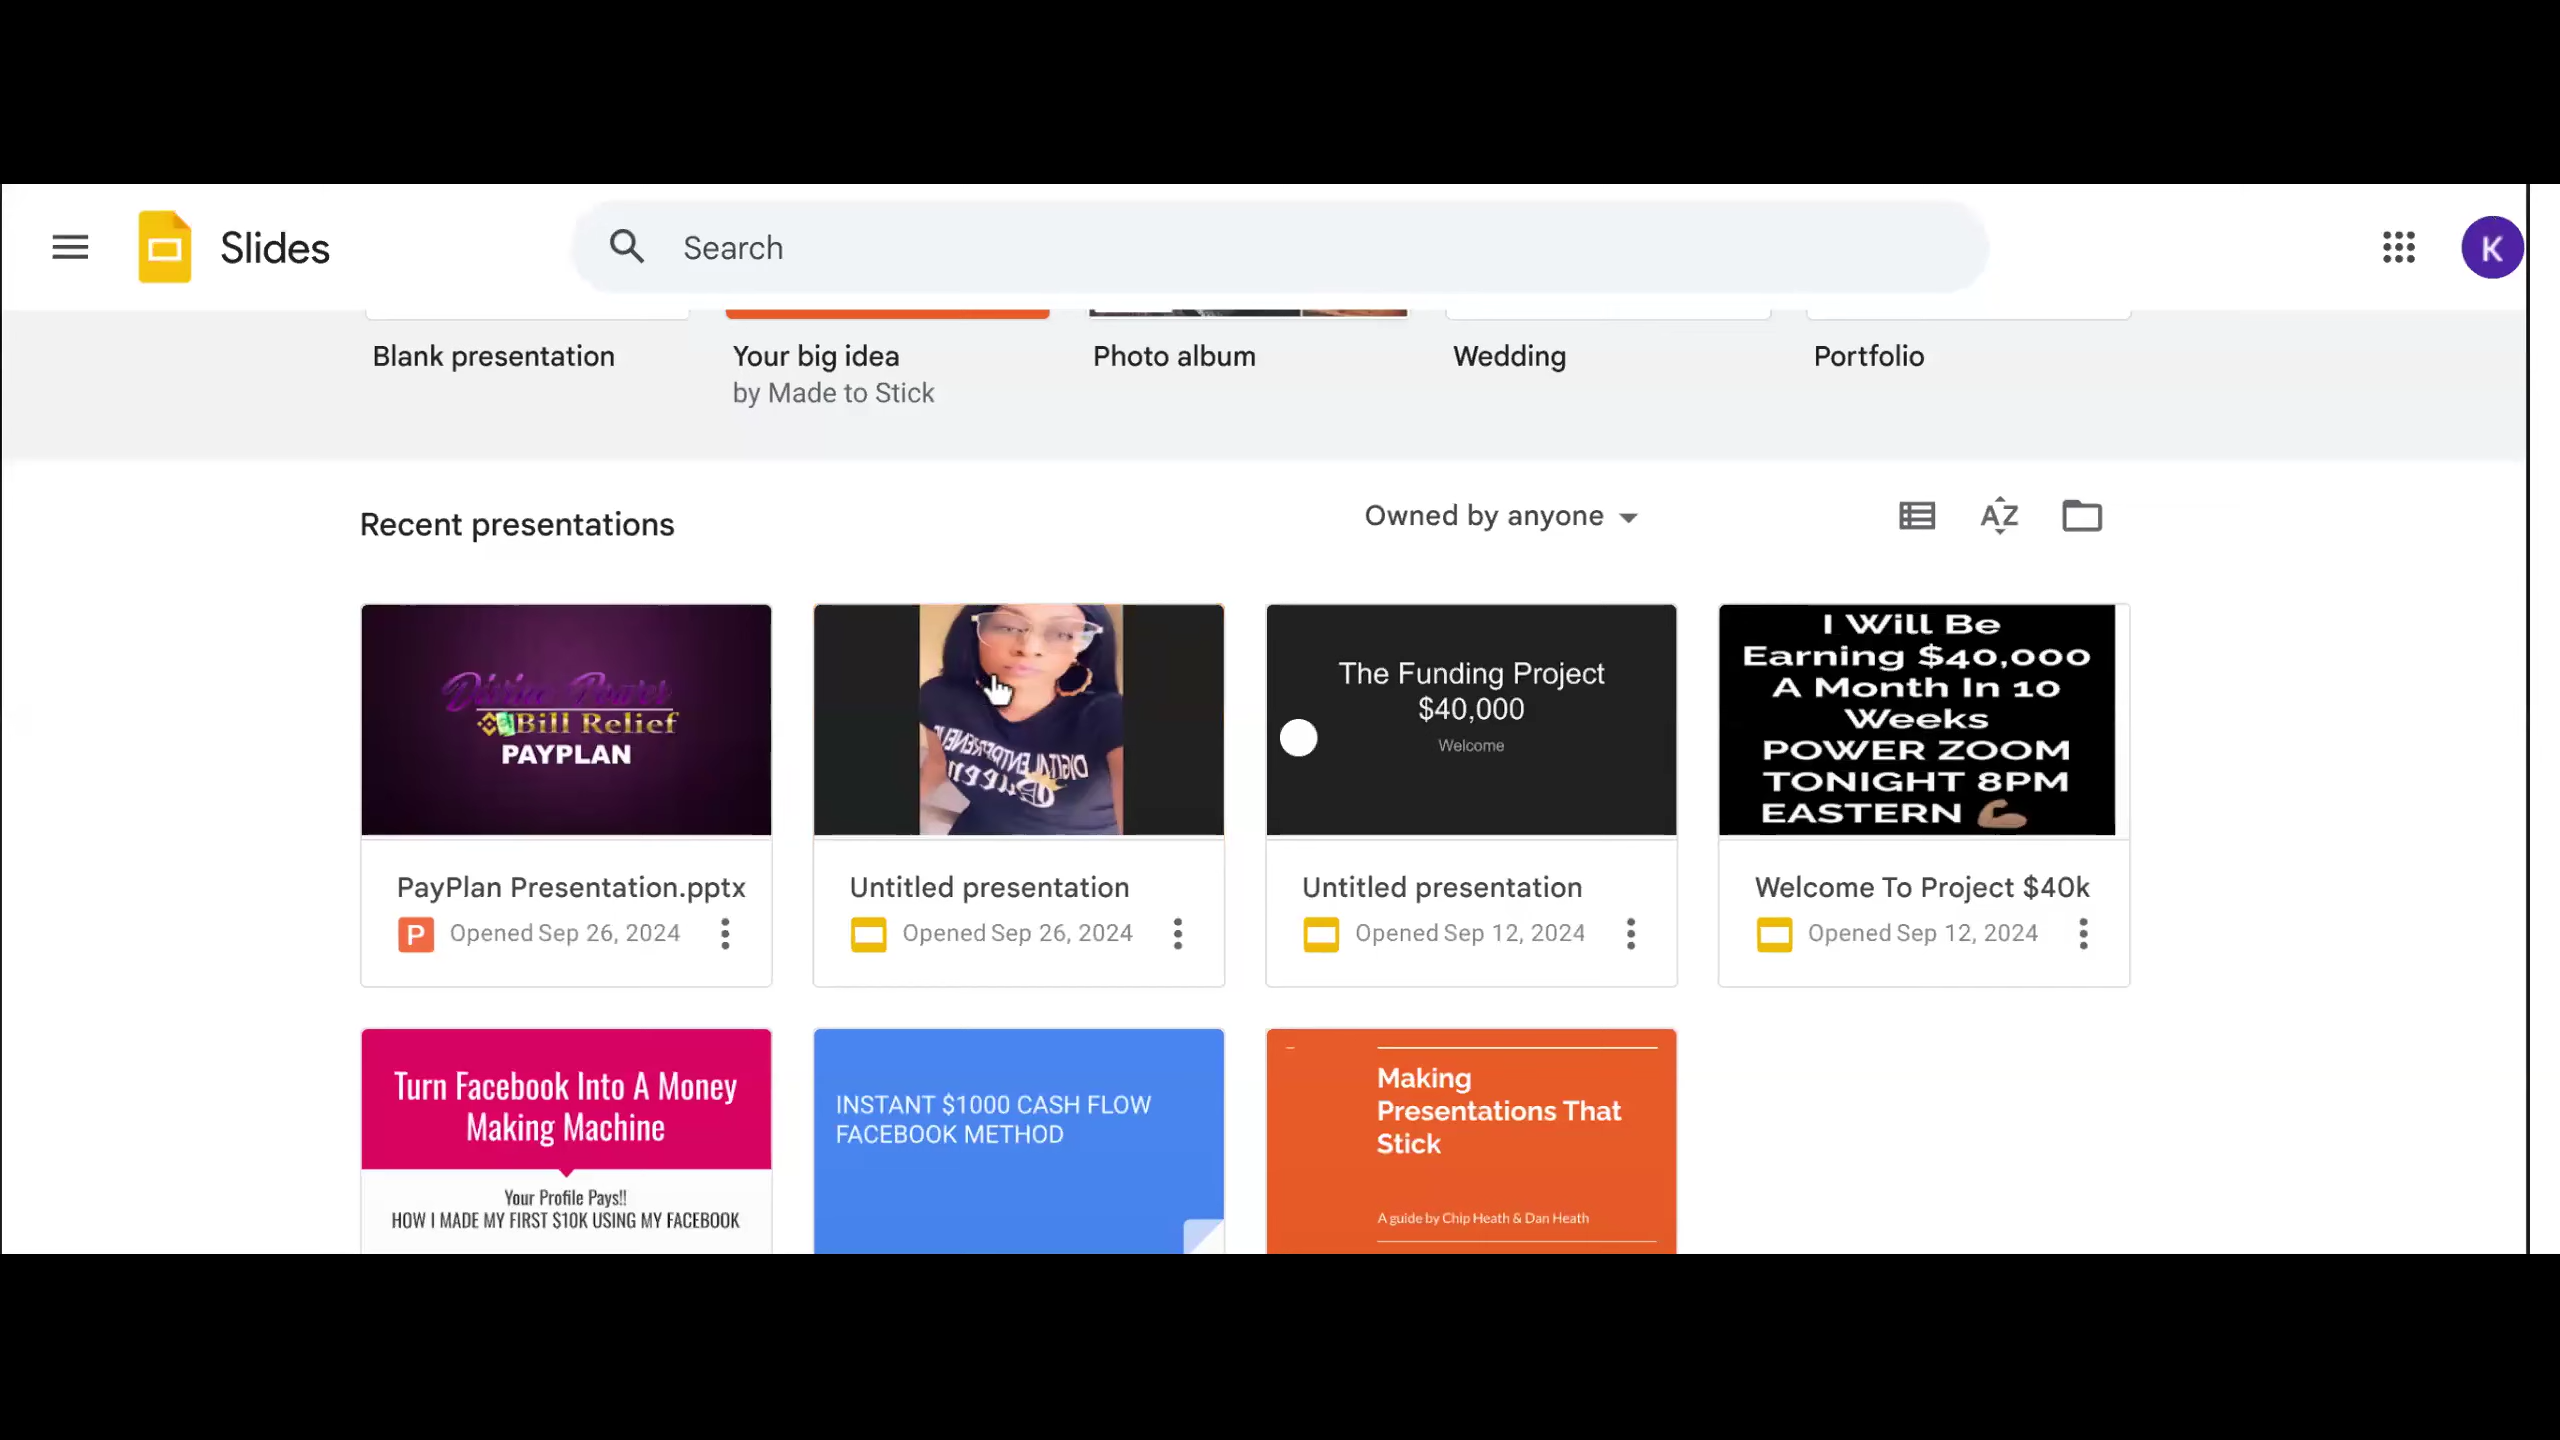 Slides
Search
K
Blank presentation
Your big idea
by Made to Stick
Photo album
Wedding
Portfolio
Recent presentations
Owned by anyone
AZ
Divine Power
Bill Relief
PAYPLAN
PayPlan Presentation.pptx
P
Opened Sep 26, 2024
DIGITAL ENTREPRENEUR
Queen
Untitled presentation
Opened Sep 26, 2024
The Funding Project
$40,000
Welcome
Untitled presentation
Opened Sep 12, 2024
I Will Be
Earning $40,000
A Month In 10
Weeks
POWER ZOOM
TONIGHT 8PM
EASTERN 💪🏽
Welcome To Project $40k
Opened Sep 12, 2024
Turn Facebook Into A Money
Making Machine
Your Profile Pays!!
HOW I MADE MY FIRST $10K USING MY FACEBOOK
INSTANT $1000 CASH FLOW
FACEBOOK METHOD
Making
Presentations That
Stick
A guide by Chip Heath & Dan Heath